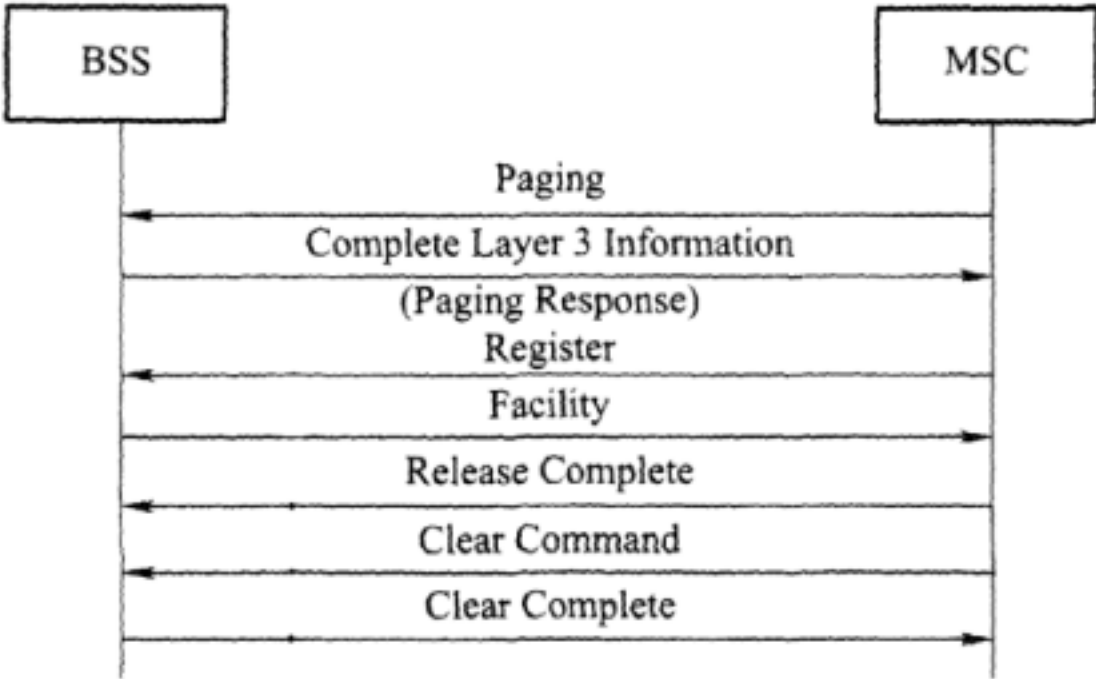 BSS
MSC
Paging
Complete Layer 3 Information
(Paging Response)
Register
Facility
Release Complete
Clear Command
Clear Complete